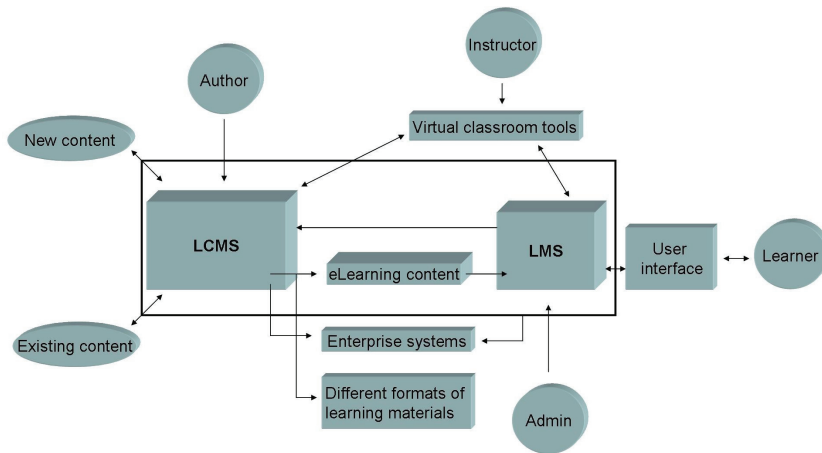 Instructor
Author
Virtual classroom tools
New content
LCMS
LMS
User
interface
Learner
eLearning content
Existing content
Enterprise systems
Different formats of
learning materials
Admin